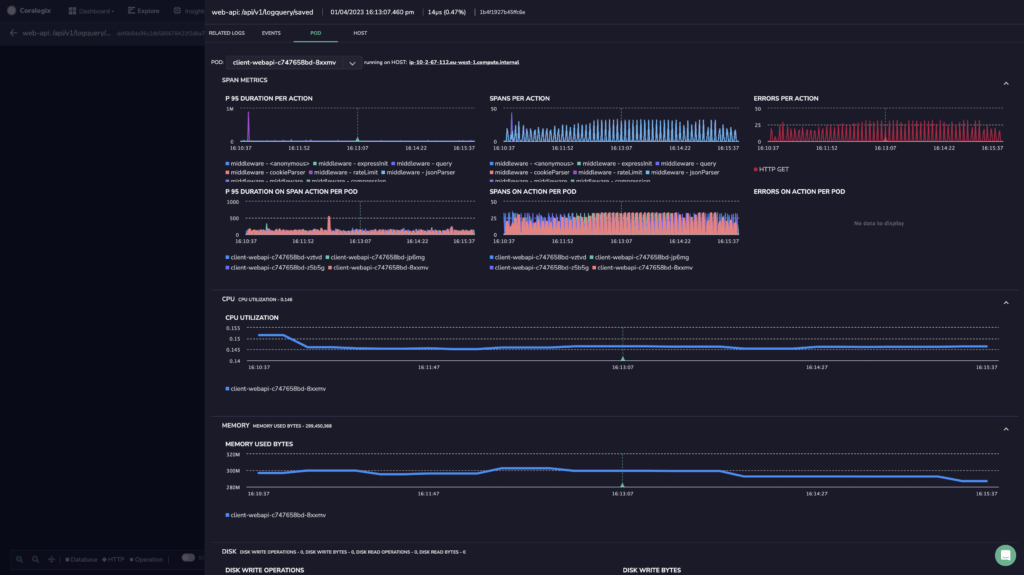 Coralogix
Dashboard
Explore
Insights
web-api: /api/v1/logquery/...
web-api: /api/v1/logquery/saved
01/04/2023 16:13:07.460 pm
14µs (0.47%)
1b4f1927b45ffc6e
RELATED LOGS EVENTS POD HOST
POD: client-webapi-c747658bd-8xxmv running on HOST: ip-10-2-67-112.eu-west-1.compute.internal
SPAN METRICS
P 95 DURATION PER ACTION
1M
0
16:10:37 16:11:52 16:13:07 16:14:22 16:15:37
middleware - <anonymous> middleware - expressInit middleware - query
middleware - cookieParser middleware - rateLimit middleware - jsonParser
SPANS PER ACTION
50
25
0
16:10:37 16:11:52 16:13:07 16:14:22 16:15:37
middleware - <anonymous> middleware - expressInit middleware - query
middleware - cookieParser middleware - rateLimit middleware - jsonParser
ERRORS PER ACTION
50
25
0
16:10:37 16:11:52 16:13:07 16:14:22 16:15:37
HTTP GET
P 95 DURATION ON SPAN ACTION PER POD
1000
500
0
16:10:37 16:11:52 16:13:07 16:14:22 16:15:37
client-webapi-c747658bd-vztvd client-webapi-c747658bd-jp6mg
client-webapi-c747658bd-z5b5g client-webapi-c747658bd-8xxmv
SPANS ON ACTION PER POD
50
25
0
16:10:37 16:11:52 16:13:07 16:14:22 16:15:37
client-webapi-c747658bd-vztvd client-webapi-c747658bd-jp6mg
client-webapi-c747658bd-z5b5g client-webapi-c747658bd-8xxmv
ERRORS ON ACTION PER POD
No data to display
CPU CPU UTILIZATION - 0.146
CPU UTILIZATION
0.155
0.15
0.145
0.14
16:10:37 16:11:47 16:13:07 16:14:27 16:15:37
client-webapi-c747658bd-8xxmv
MEMORY MEMORY USED BYTES - 299,450,368
MEMORY USED BYTES
320M
300M
280M
16:10:37 16:11:47 16:13:07 16:14:27 16:15:37
client-webapi-c747658bd-8xxmv
Database HTTP Operation
DISK DISK WRITE OPERATIONS - 0, DISK WRITE BYTES - 0, DISK READ OPERATIONS - 0, DISK READ BYTES - 0
DISK WRITE OPERATIONS DISK WRITE BYTES